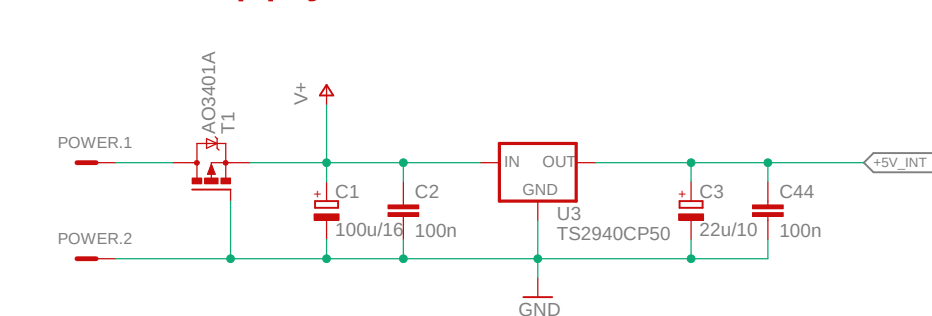 AO3401A
T1
V+
POWER.1
IN
OUT
+5V_INT
GND
+
C1
C2
+
C3
C44
U3
100u/16
100n
TS2940CP50
22u/10
100n
POWER.2
GND